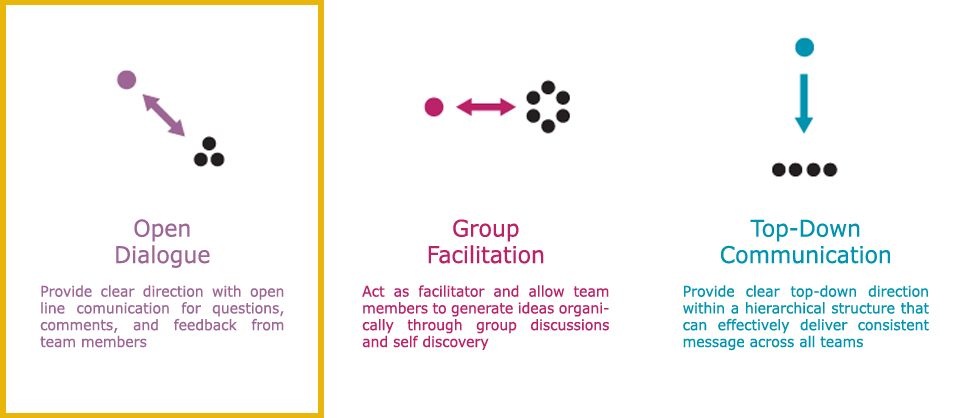 Open
Dialogue
Provide clear direction with open
line comunication for questions,
comments, and feedback from
team members
Group
Facilitation
Act as facilitator and allow team
members to generate ideas organi-
cally through group discussions
and self discovery
Top-Down
Communication
Provide clear top-down direction
within a hierarchical structure that
can effectively deliver consistent
message across all teams